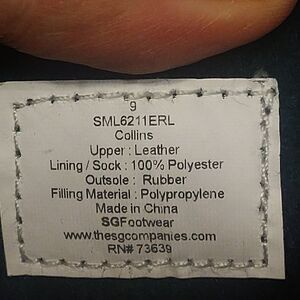 9
SML6211ERL
Collins
Upper : Leather
Lining / Sock : 100% Polyester
Outsole : Rubber
Filling Material : Polypropylene
Made in China
SGFootwear
www.thesgcompanies.com
RN# 73639